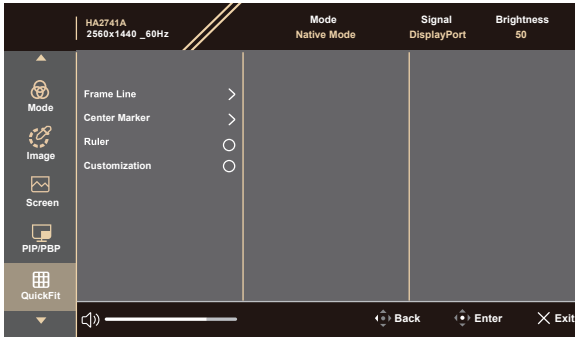 HA2741A
2560x1440 _60Hz
Mode
Native Mode
Signal
DisplayPort
Brightness
50
Mode
Image
Screen
PIP/PBP
QuickFit
Frame Line
Center Marker
Ruler
Customization
Back
Enter
Exit